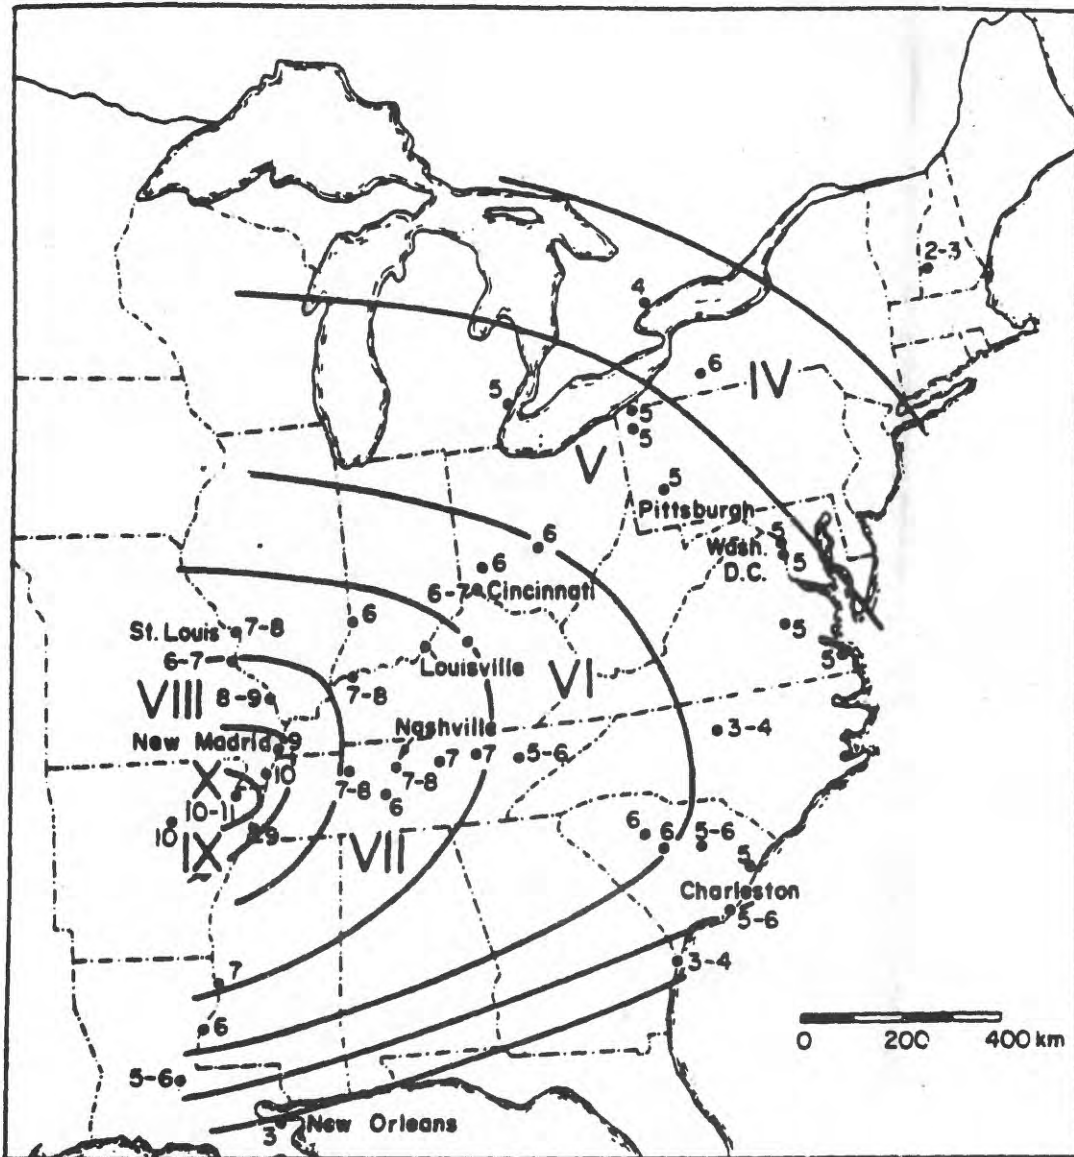 2-3
4
6
IV
5
5
5
V
5
Pittsburgh
5
Wash.
D.C.
5
6
6
6-7
Cincinnati
6
5
5
St. Louis
7-8
6-7
Louisville
VI
VIII
8-9
7-8
New Madrid
9
Nashville
3-4
7
7
5-6
X
10
7-8
7-8
10-11
6
10
9
IX
VII
6
6
5-6
5
Charleston
5-6
3-4
7
6
5-6
3
New Orleans
0 200 400 km